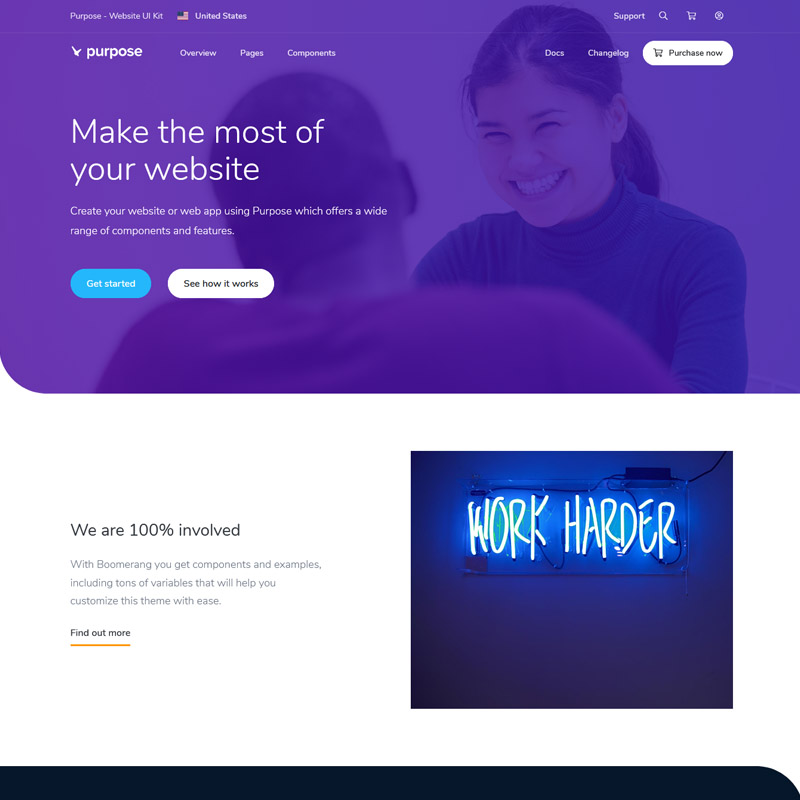 Purpose - Website UI Kit United States Support
purpose Overview Pages Components Docs Changelog Purchase now
Make the most of
your website
Create your website or web app using Purpose which offers a wide
range of components and features.
Get started See how it works
WORK HARDER
We are 100% involved
With Boomerang you get components and examples,
including tons of variables that will help you
customize this theme with ease.
Find out more